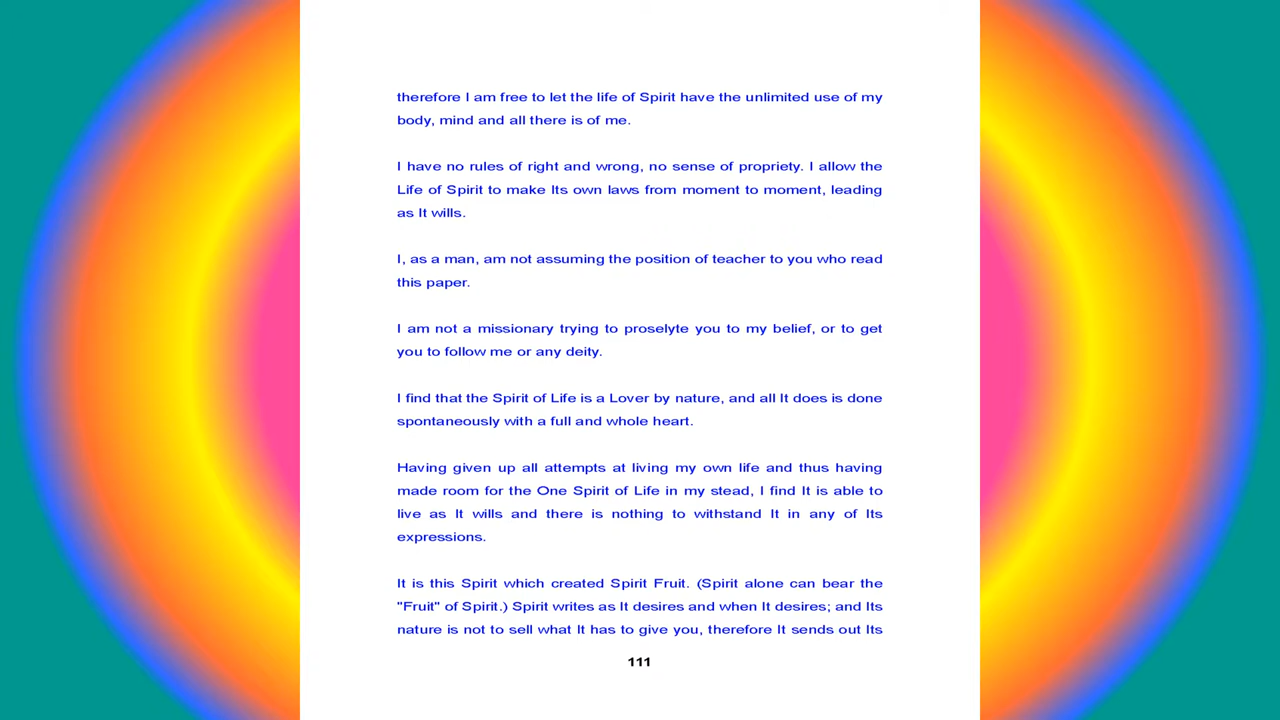 therefore I am free to let the life of Spirit have the unlimited use of my
body, mind and all there is of me.
I have no rules of right and wrong, no sense of propriety. I allow the
Life of Spirit to make Its own laws from moment to moment, leading
as It wills.
I, as a man, am not assuming the position of teacher to you who read
this paper.
I am not a missionary trying to proselyte you to my belief, or to get
you to follow me or any deity.
I find that the Spirit of Life is a Lover by nature, and all It does is done
spontaneously with a full and whole heart.
Having given up all attempts at living my own life and thus having
made room for the One Spirit of Life in my stead, I find It is able to
live as It wills and there is nothing to withstand It in any of Its
expressions.
It is this Spirit which created Spirit Fruit. (Spirit alone can bear the
"Fruit" of Spirit.) Spirit writes as It desires and when It desires; and Its
nature is not to sell what It has to give you, therefore It sends out Its
111